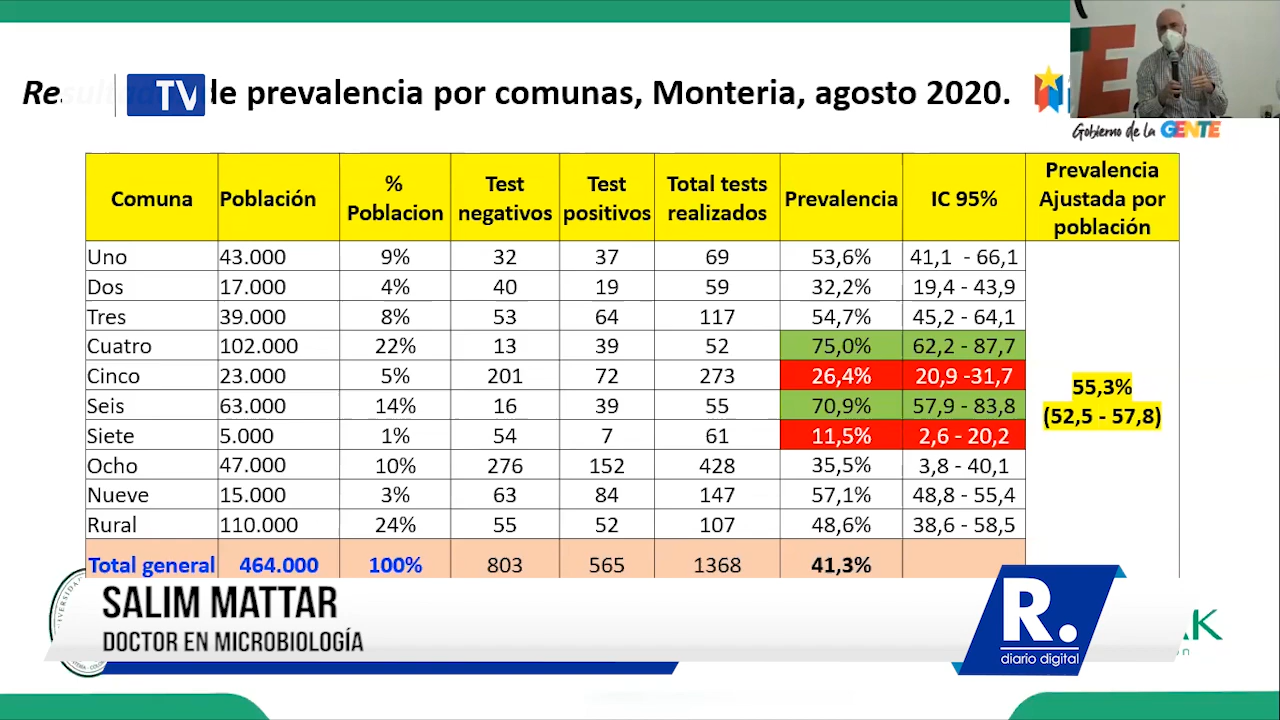 Resultados de prevalencia por comunas, Monteria, agosto 2020.
TV
Gobierno de la GENTE
Comuna Población % Poblacion Test negativos Test positivos Total tests realizados Prevalencia IC 95% Prevalencia Ajustada por población
Uno 43.000 9% 32 37 69 53,6% 41,1 - 66,1
Dos 17.000 4% 40 19 59 32,2% 19,4 - 43,9
Tres 39.000 8% 53 64 117 54,7% 45,2 - 64,1
Cuatro 102.000 22% 13 39 52 75,0% 62,2 - 87,7
Cinco 23.000 5% 201 72 273 26,4% 20,9 -31,7
55,3%
Seis 63.000 14% 16 39 55 70,9% 57,9 - 83,8
(52,5 - 57,8)
Siete 5.000 1% 54 7 61 11,5% 2,6 - 20,2
Ocho 47.000 10% 276 152 428 35,5% 3,8 - 40,1
Nueve 15.000 3% 63 84 147 57,1% 48,8 - 55,4
Rural 110.000 24% 55 52 107 48,6% 38,6 - 58,5
Total general 464.000 100% 803 565 1368 41,3%
SALIM MATTAR
DOCTOR EN MICROBIOLOGÍA
R.
diario digital